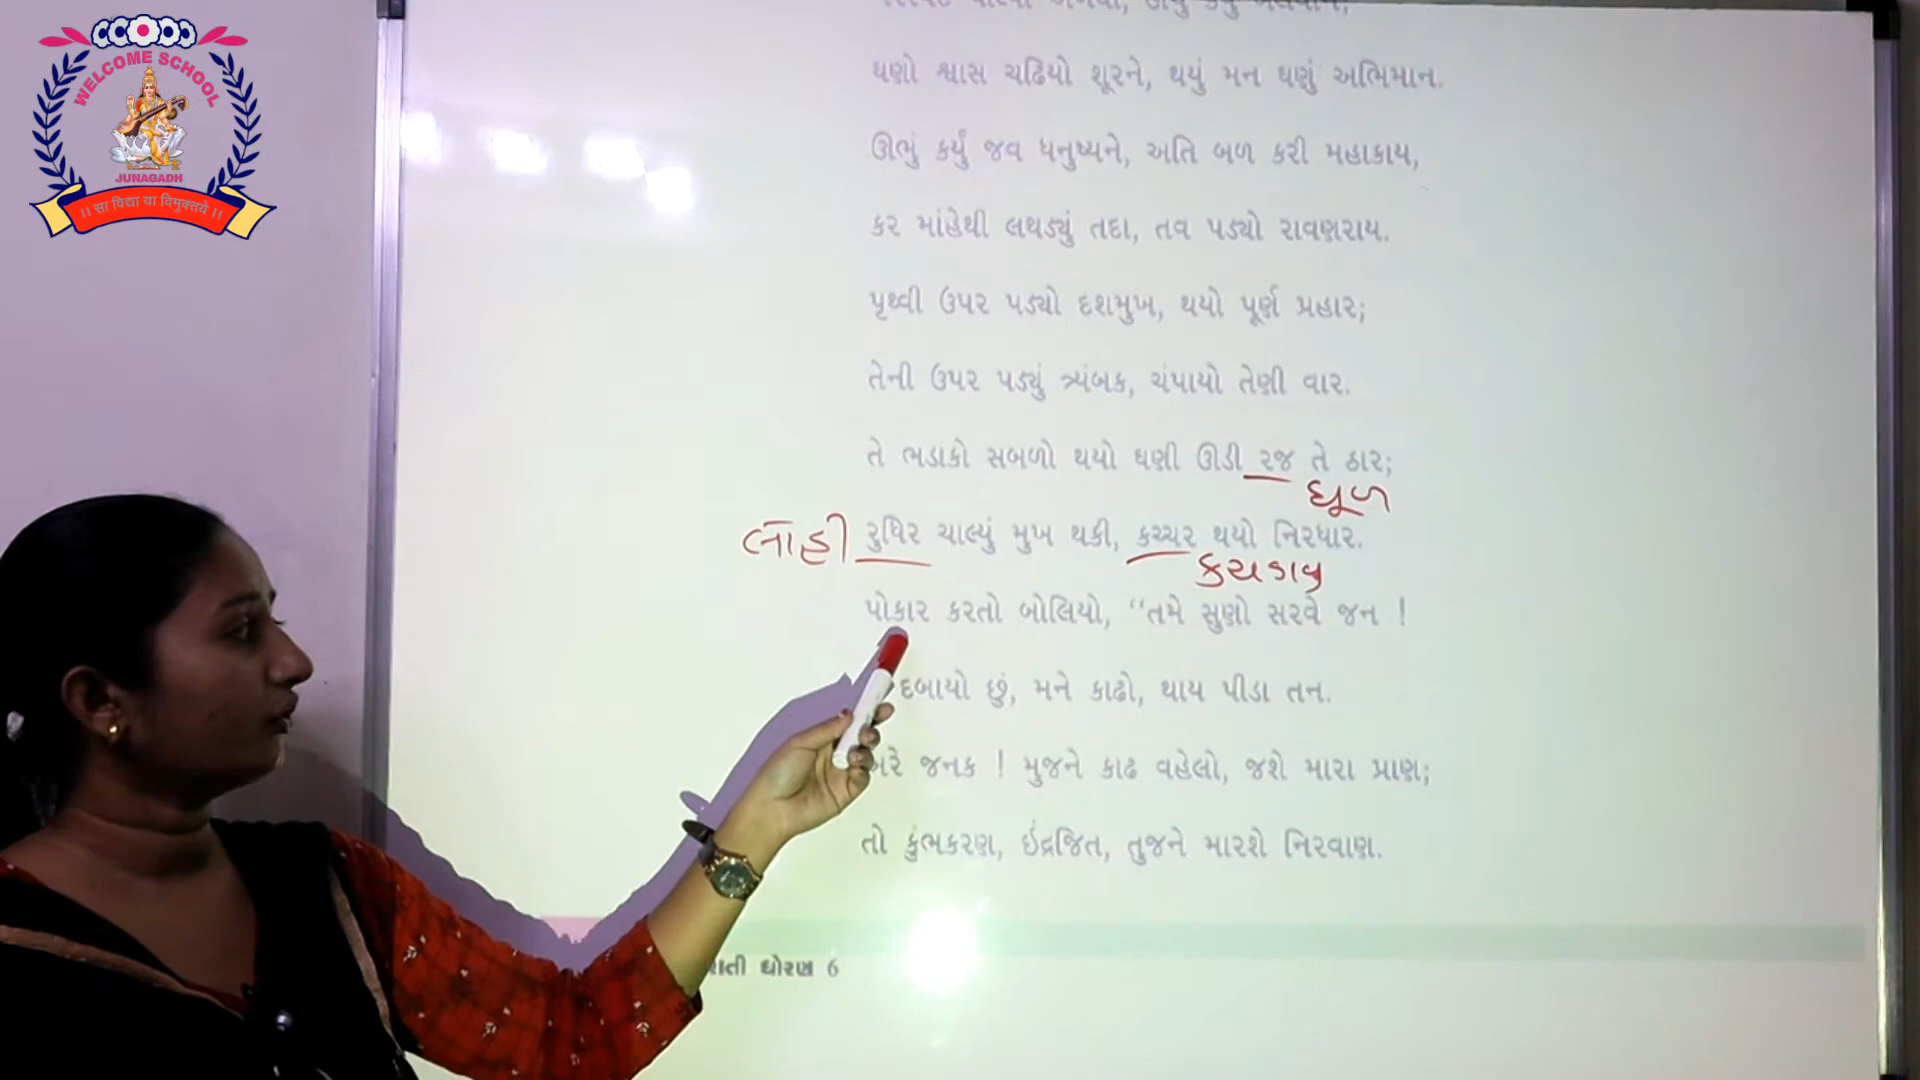 WELCOME SCHOOL
JUNAGADH
।। सा विद्या या विमुक्तये ।।
ઘણો શ્વાસ ચઢિયો શૂરને, થયું મન ઘણું અભિમાન.
ઊભું કર્યું જવ ધનુષ્યને, અતિ બળ કરી મહાકાય,
કર માંહેથી લથડ્યું તદા, તવ પડ્યો રાવણરાય.
પૃથ્વી ઉપર પડ્યો દશમુખ, થયો પૂર્ણ પ્રહાર;
તેની ઉપર પડ્યું ત્ર્યંબક, ચંપાયો તેણી વાર.
તે ભડાકો સબળો થયો ઘણી ઊડી રજ તે ઠાર;
ધૂળ
લોહી રુધિર ચાલ્યું મુખ થકી, કચ્ચર થયો નિરધાર.
કચડાવું
પોકાર કરતો બોલિયો, “તમે સુણો સરવે જન !
દબાયો છું, મને કાઢો, થાય પીડા તન.
અરે જનક ! મુજને કાઢ વહેલો, જશે મારા પ્રાણ;
તો કુંભકરણ, ઇંદ્રજિત, તુજને મારશે નિરવાણ.
ધોરણ 6